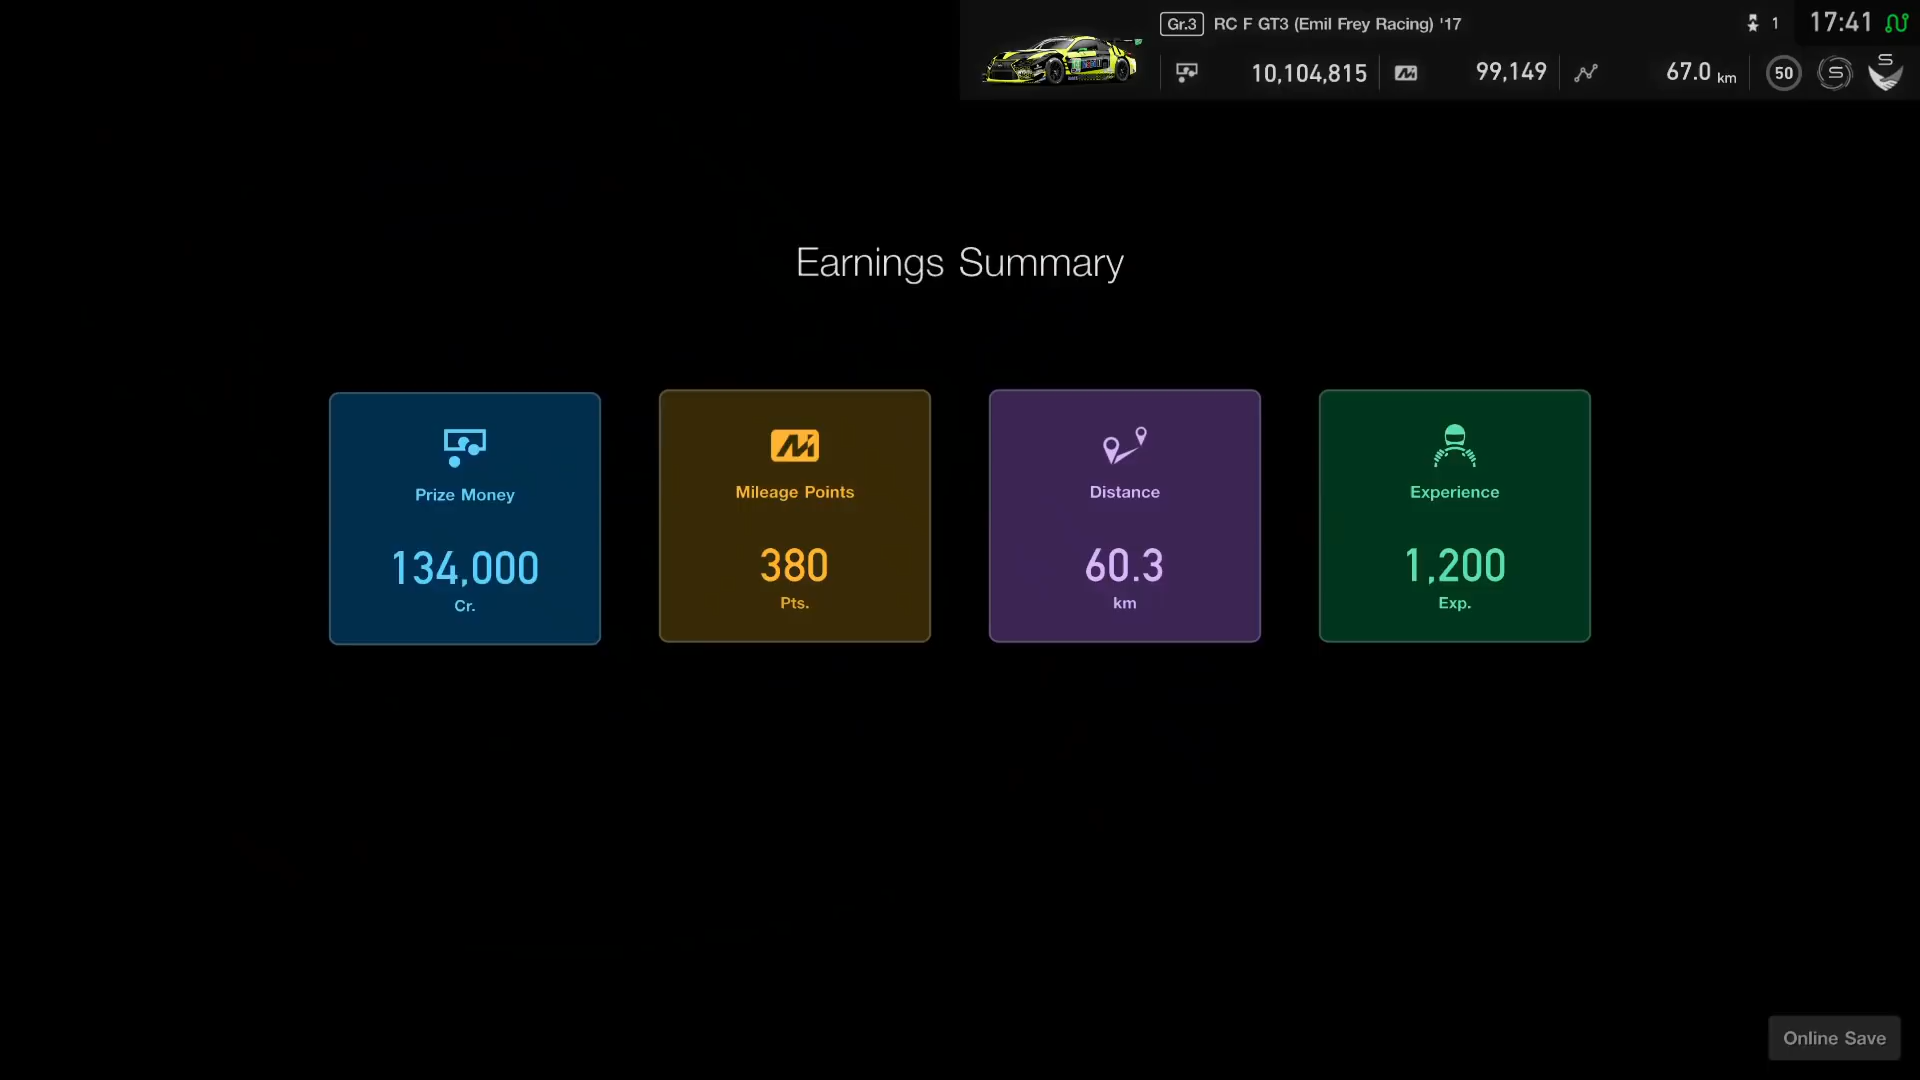 Gr.3 RC F GT3 (Emil Frey Racing) '17
1
17:41
10,104,815
99,149
67.0 km
50
S
S
Earnings Summary
Prize Money
134,000
Cr.
Mileage Points
380
Pts.
Distance
60.3
km
Experience
1,200
Exp.
Online Save